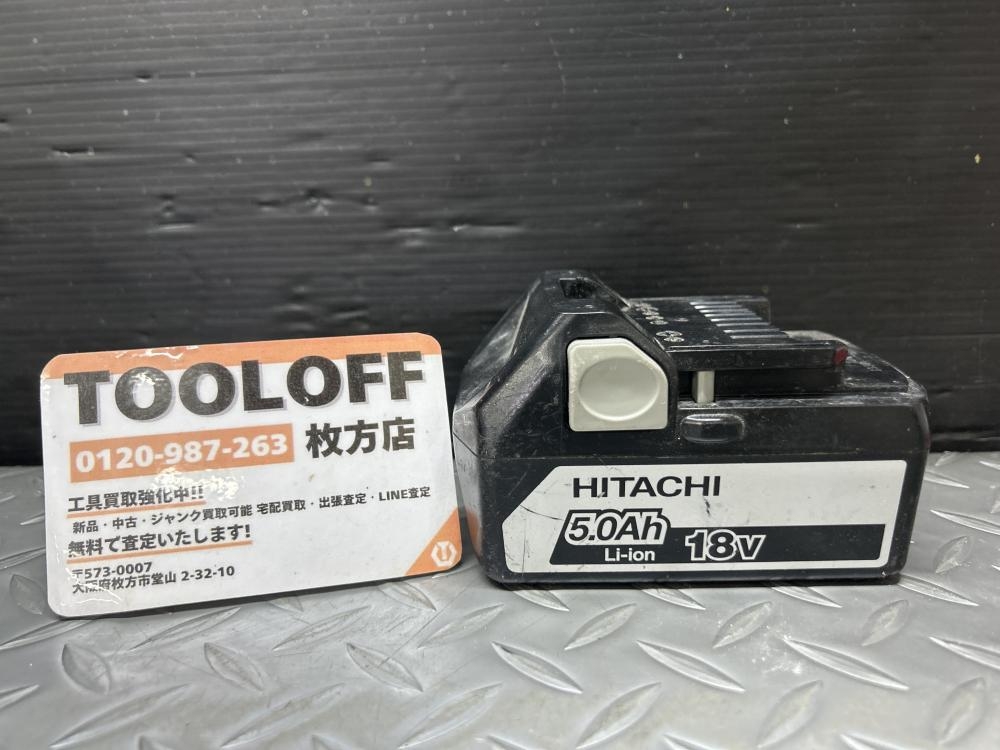 TOOLOFF
0120-987-263 枚方店
工具買取強化中!!
新品・中古・ジャンク買取可能 宅配買取・出張査定・LINE査定
無料で査定いたします!
〒573-0007
大阪府枚方市堂山 2-32-10
HITACHI
5.0Ah
Li-ion
18V